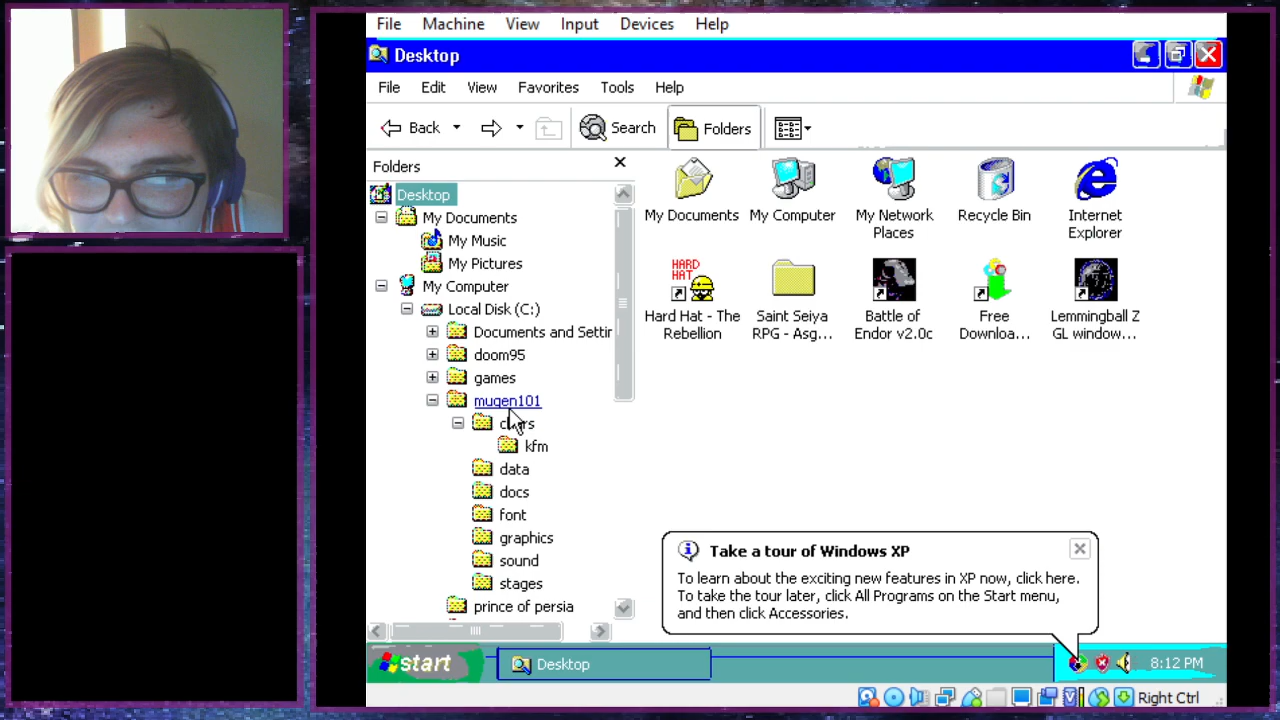 File Machine View Input Devices Help
Desktop
File Edit View Favorites Tools Help
Back Search Folders
Folders
Desktop
My Documents
My Music
My Pictures
My Computer
Local Disk (C:)
Documents and Settin
doom95
games
mugen101
chars
kfm
data
docs
font
graphics
sound
stages
prince of persia
My Documents
My Computer
My Network
Places
Recycle Bin
Internet
Explorer
HARD
HAT
Hard Hat - The
Rebellion
Saint Seiya
RPG - Asg...
Battle of
Endor v2.0c
Free
Downloa...
Lemmingball Z
GL window...
Take a tour of Windows XP
To learn about the exciting new features in XP now, click here.
To take the tour later, click All Programs on the Start menu,
and then click Accessories.
start Desktop 8:12 PM
Right Ctrl